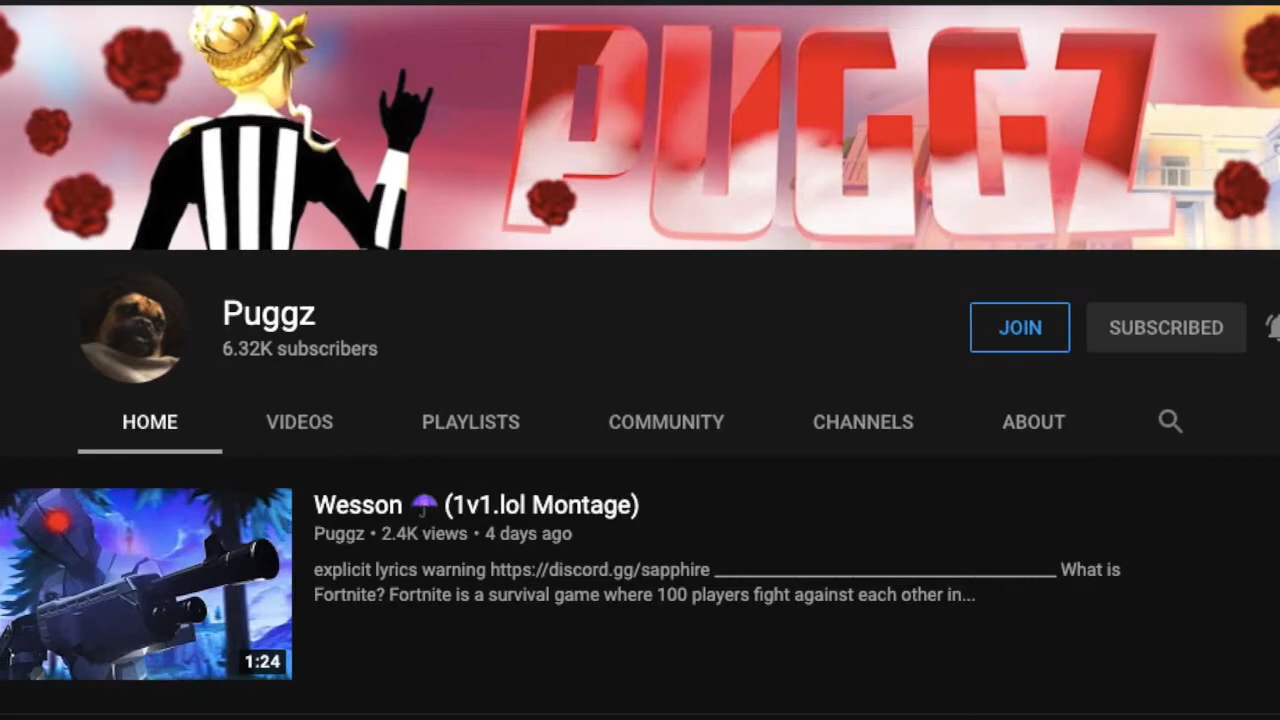 PUGGZ
Puggz
6.32K subscribers
JOIN
SUBSCRIBED
HOME
VIDEOS
PLAYLISTS
COMMUNITY
CHANNELS
ABOUT
Wesson ☂ (1v1.lol Montage)
Puggz • 2.4K views • 4 days ago
explicit lyrics warning https://discord.gg/sapphire ________________________________________ What is
Fortnite? Fortnite is a survival game where 100 players fight against each other in...
1:24